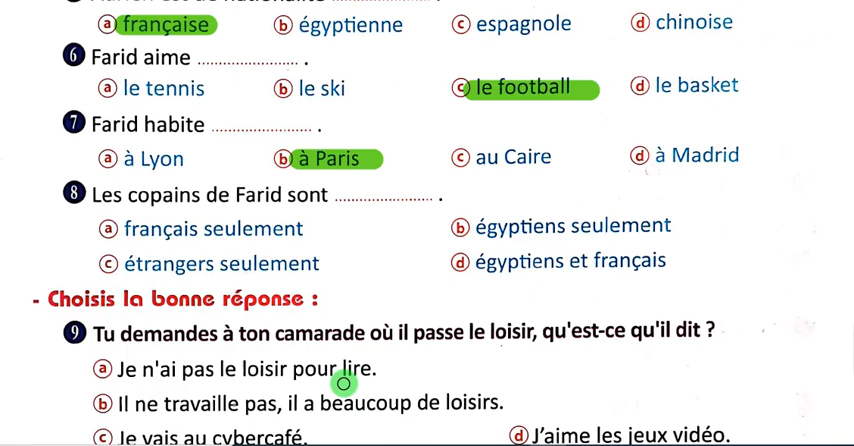 ⓐ française ⓑ égyptienne ⓒ espagnole ⓓ chinoise
6 Farid aime ........................ .
ⓐ le tennis ⓑ le ski ⓒ le football ⓓ le basket
7 Farid habite ........................ .
ⓐ à Lyon ⓑ à Paris ⓒ au Caire ⓓ à Madrid
8 Les copains de Farid sont ........................ .
ⓐ français seulement ⓑ égyptiens seulement
ⓒ étrangers seulement ⓓ égyptiens et français
- Choisis la bonne réponse :
9 Tu demandes à ton camarade où il passe le loisir, qu'est-ce qu'il dit ?
ⓐ Je n'ai pas le loisir pour lire.
ⓑ Il ne travaille pas, il a beaucoup de loisirs.
ⓒ Je vais au cybercafé. ⓓ J'aime les jeux vidéo.